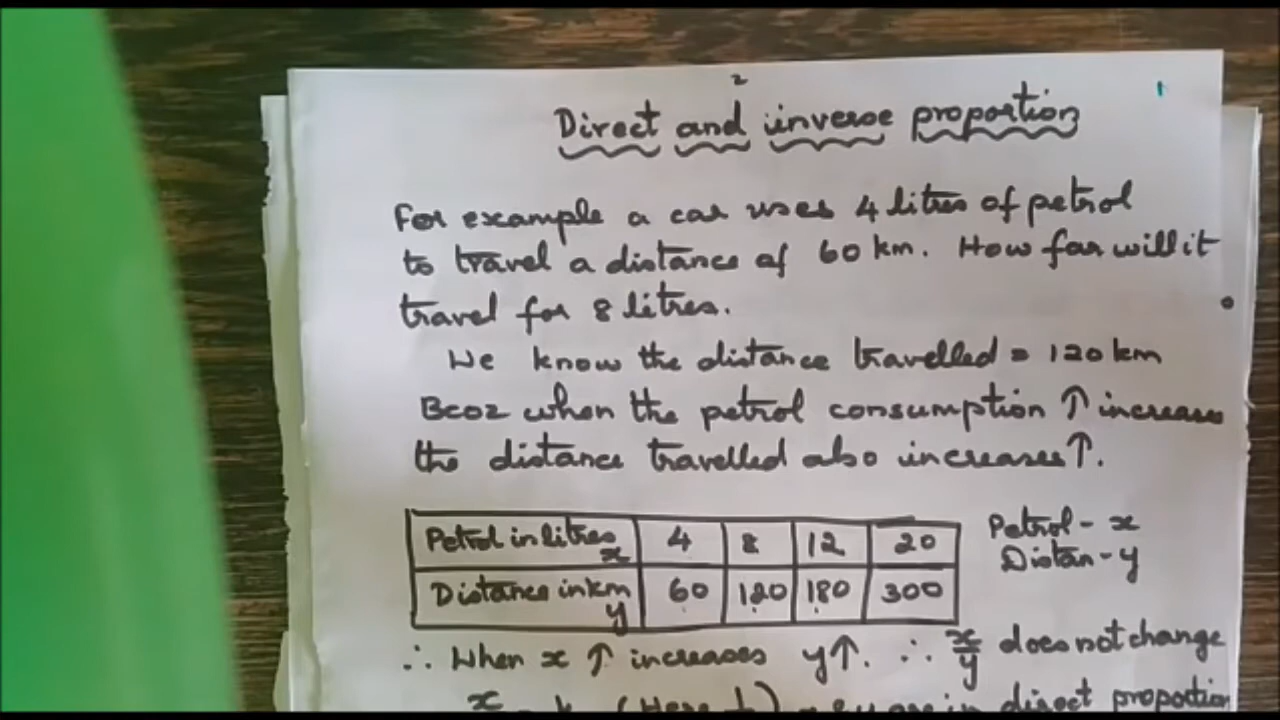 2
Direct and inverse proportion
For example a car uses 4 litres of petrol
to travel a distance of 60 km. How far will it
travel for 8 litres.
We know the distance travelled = 120 km
Bcoz when the petrol consumption ↑ increases
the distance travelled also increases ↑.
Petrol in litres x 4 8 12 20
Distance in km y 60 120 180 300
Petrol - x
Distan - y
∴ When x ↑ increases y ↑. ∴ x/y does not change
x k (Here direct proportion